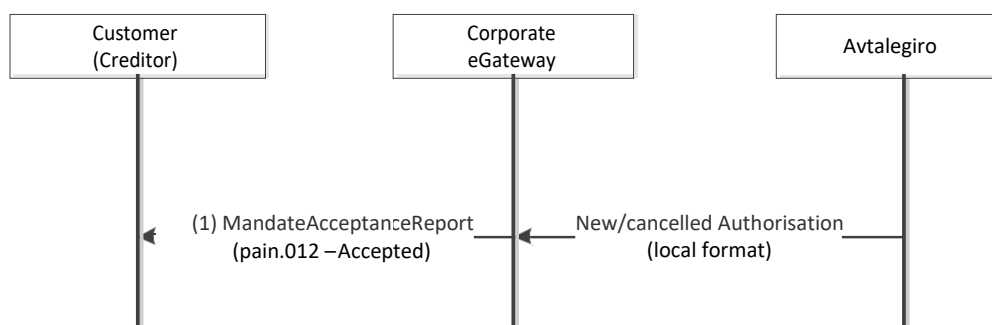 Customer
(Creditor)
Corporate
eGateway
Avtalegiro
(1) MandateAcceptanceReport
(pain.012 –Accepted)
New/cancelled Authorisation
(local format)